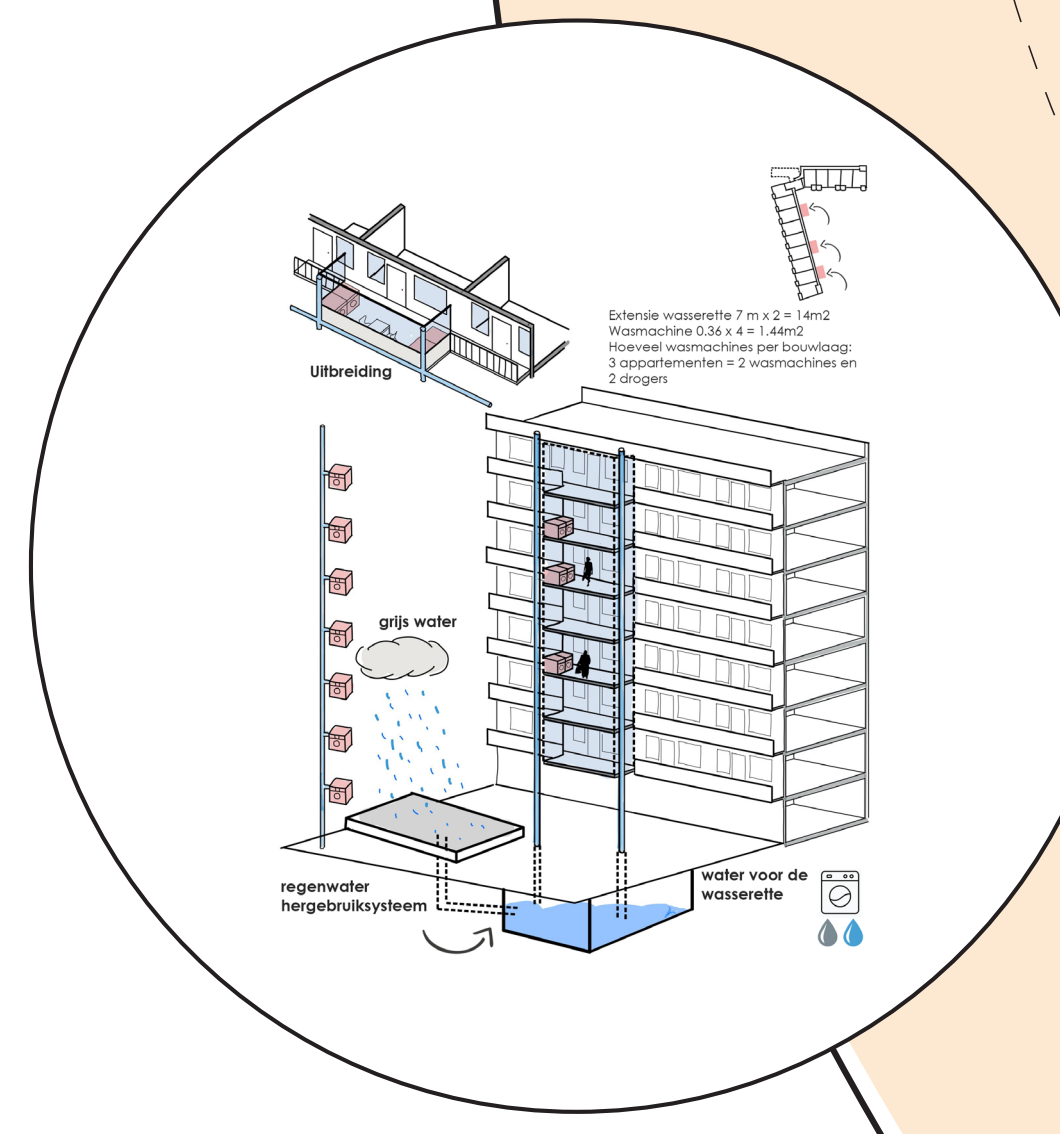 Extensie wasserette 7 m x 2 = 14m2
Wasmachine 0.36 x 4 = 1.44m2
Hoeveel wasmachines per bouwlaag:
3 appartementen = 2 wasmachines en
2 drogers
Uitbreiding
grijs water
regenwater
hergebruiksysteem
water voor de
wasserette